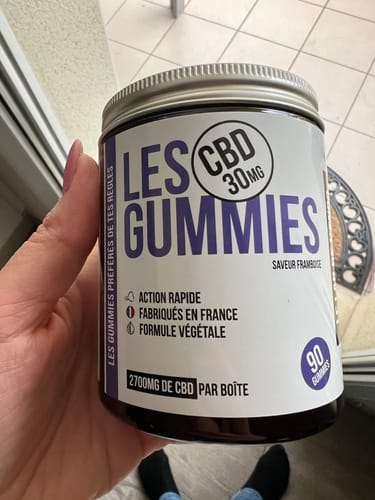 LES GUMMIES PRÉFÉRÉS DE TES RÈGLES
LES
CBD
30MG
GUMMIES
SAVEUR FRAMBOISE
ACTION RAPIDE
FABRIQUÉS EN FRANCE
FORMULE VÉGÉTALE
90
GUMMIES
2700MG DE CBD PAR BOÎTE